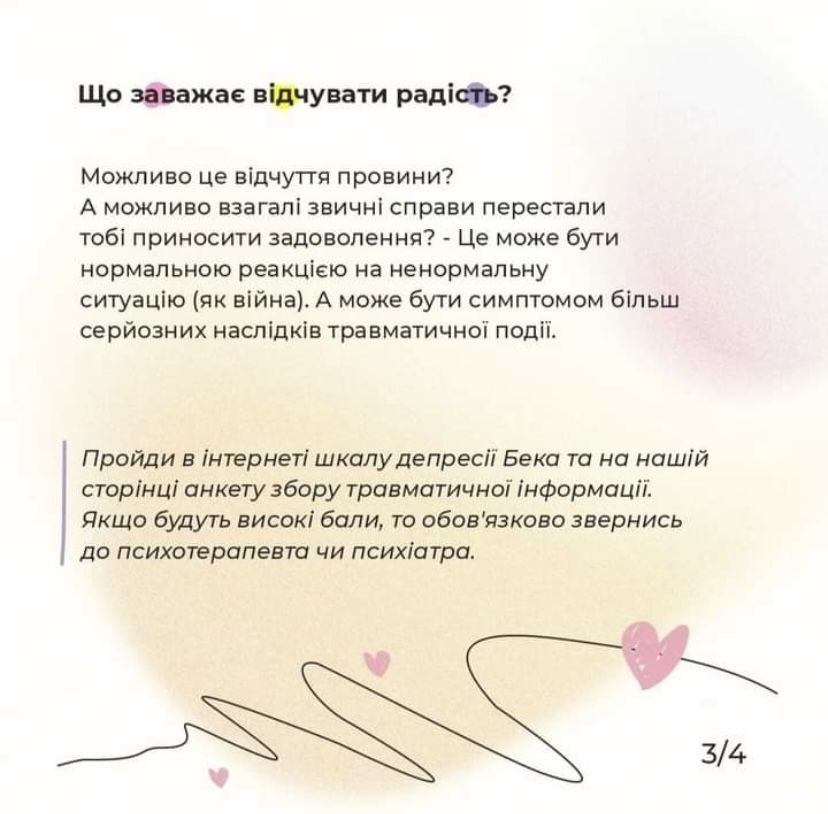 Що заважає відчувати радість?
Можливо це відчуття провини?
А можливо взагалі звичні справи перестали
тобі приносити задоволення? - Це може бути
нормальною реакцією на ненормальну
ситуацію (як війна). А може бути симптомом більш
серйозних наслідків травматичної події.
Пройди в інтернеті шкалу депресії Бека та на нашій
сторінці анкету збору травматичної інформації.
Якщо будуть високі бали, то обов'язково звернись
до психотерапевта чи психіатра.
3/4